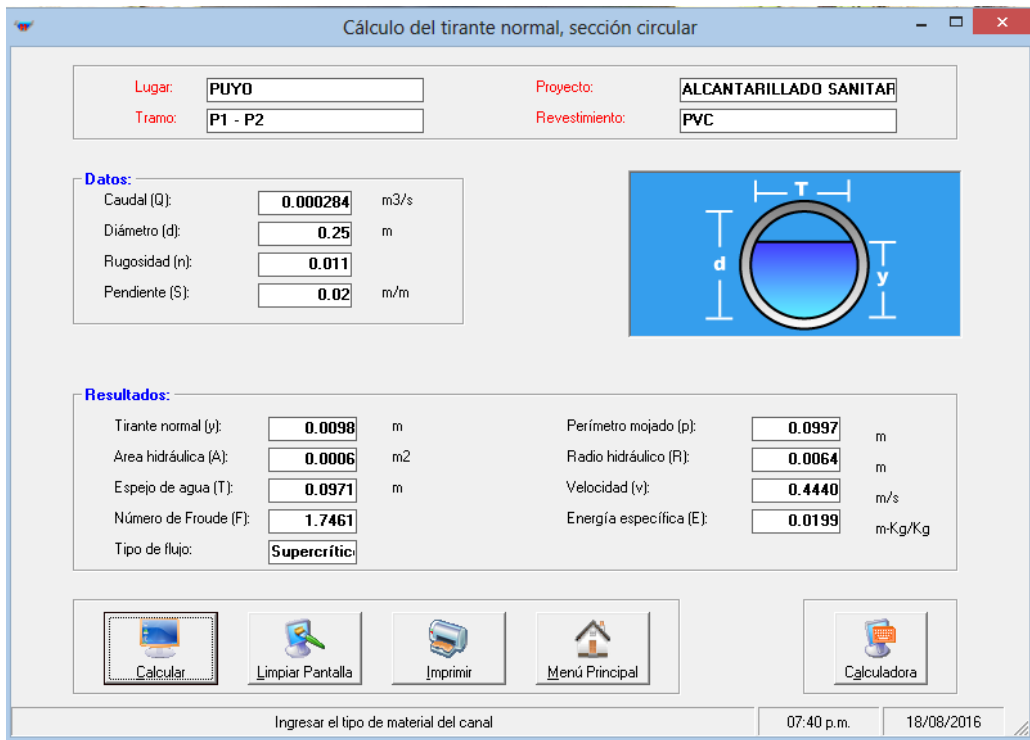 Cálculo del tirante normal, sección circular
Lugar: PUYO Proyecto: ALCANTARILLADO SANITAR
Tramo: P1 - P2 Revestimiento: PVC
Datos:
Caudal (Q): 0.000284 m3/s
Diámetro (d): 0.25 m
Rugosidad (n): 0.011
Pendiente (S): 0.02 m/m
T
d
y
Resultados:
Tirante normal (y): 0.0098 m Perímetro mojado (p): 0.0997 m
Area hidráulica (A): 0.0006 m2 Radio hidráulico (R): 0.0064 m
Espejo de agua (T): 0.0971 m Velocidad (v): 0.4440 m/s
Número de Froude (F): 1.7461 Energía específica (E): 0.0199 m-Kg/Kg
Tipo de flujo: Supercrític
Calcular Limpiar Pantalla Imprimir Menú Principal Calculadora
Ingresar el tipo de material del canal 07:40 p.m. 18/08/2016